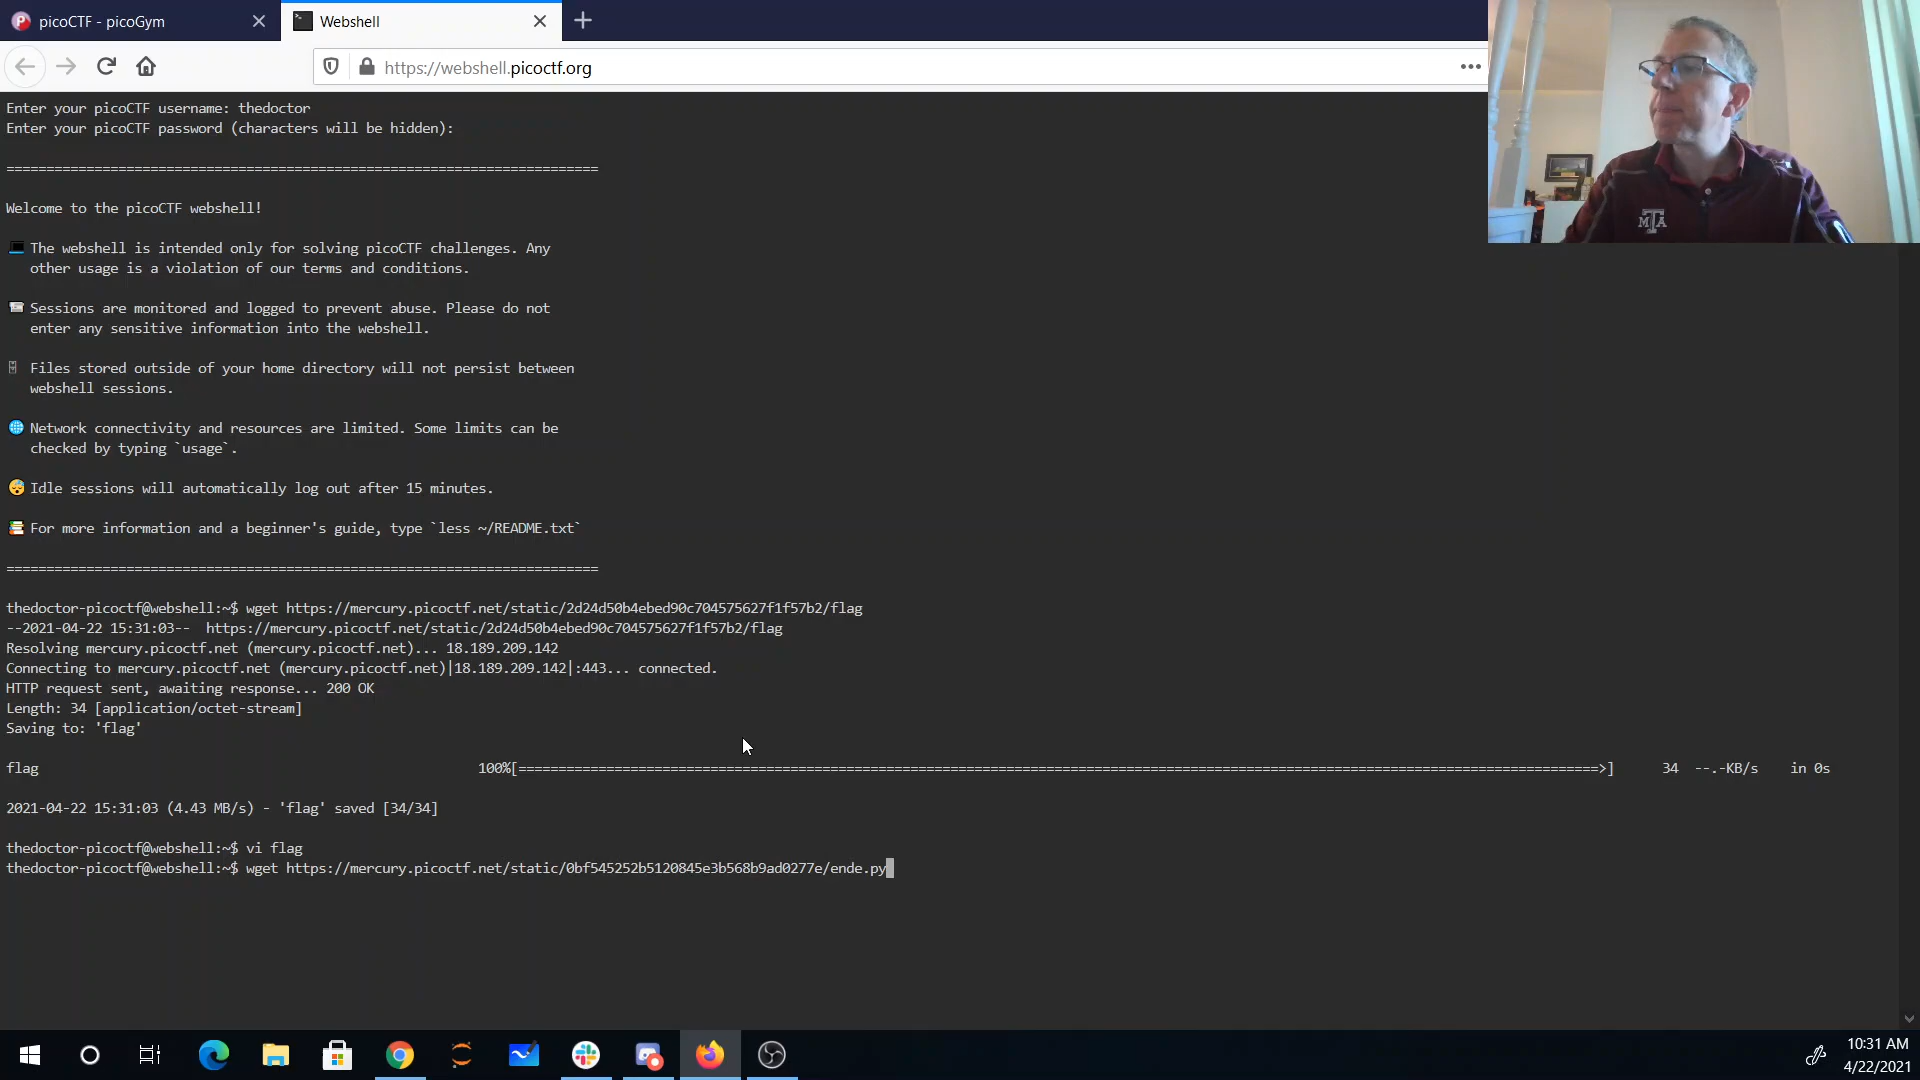 picoCTF - picoGym
Webshell
https://webshell.picoctf.org
Enter your picoCTF username: thedoctor
Enter your picoCTF password (characters will be hidden):
==========================================================================
Welcome to the picoCTF webshell!
The webshell is intended only for solving picoCTF challenges. Any
other usage is a violation of our terms and conditions.
Sessions are monitored and logged to prevent abuse. Please do not
enter any sensitive information into the webshell.
Files stored outside of your home directory will not persist between
webshell sessions.
Network connectivity and resources are limited. Some limits can be
checked by typing `usage`.
Idle sessions will automatically log out after 15 minutes.
For more information and a beginner's guide, type `less ~/README.txt`
==========================================================================
thedoctor-picoctf@webshell:~$ wget https://mercury.picoctf.net/static/2d24d50b4ebed90c704575627f1f57b2/flag
--2021-04-22 15:31:03--  https://mercury.picoctf.net/static/2d24d50b4ebed90c704575627f1f57b2/flag
Resolving mercury.picoctf.net (mercury.picoctf.net)... 18.189.209.142
Connecting to mercury.picoctf.net (mercury.picoctf.net)|18.189.209.142|:443... connected.
HTTP request sent, awaiting response... 200 OK
Length: 34 [application/octet-stream]
Saving to: 'flag'
flag 100%[=======================================================================================================================================>] 34 --.-KB/s in 0s
2021-04-22 15:31:03 (4.43 MB/s) - 'flag' saved [34/34]
thedoctor-picoctf@webshell:~$ vi flag
thedoctor-picoctf@webshell:~$ wget https://mercury.picoctf.net/static/0bf545252b5120845e3b568b9ad0277e/ende.py
ATM
10:31 AM
4/22/2021